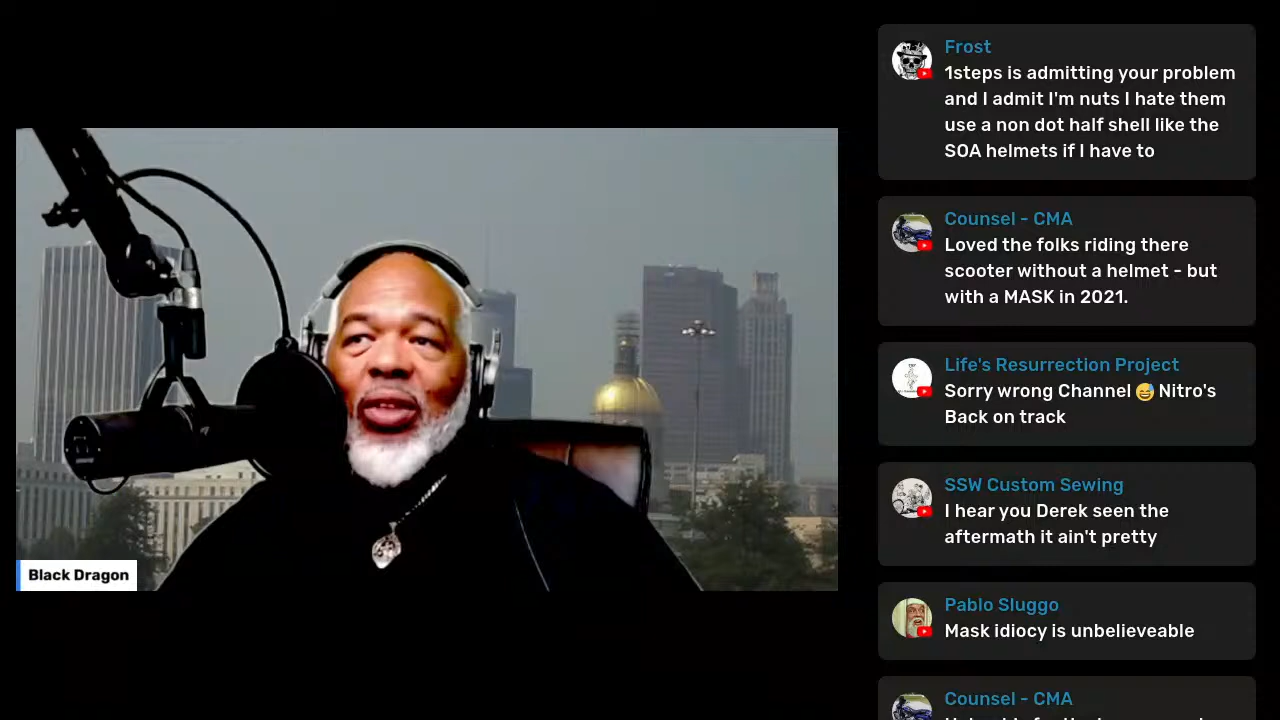 Black Dragon
Frost
1steps is admitting your problem
and I admit I'm nuts I hate them
use a non dot half shell like the
SOA helmets if I have to
Counsel - CMA
Loved the folks riding there
scooter without a helmet - but
with a MASK in 2021.
Life's Resurrection Project
Sorry wrong Channel 😅 Nitro's
Back on track
SSW Custom Sewing
I hear you Derek seen the
aftermath it ain't pretty
Pablo Sluggo
Mask idiocy is unbelieveable
Counsel - CMA